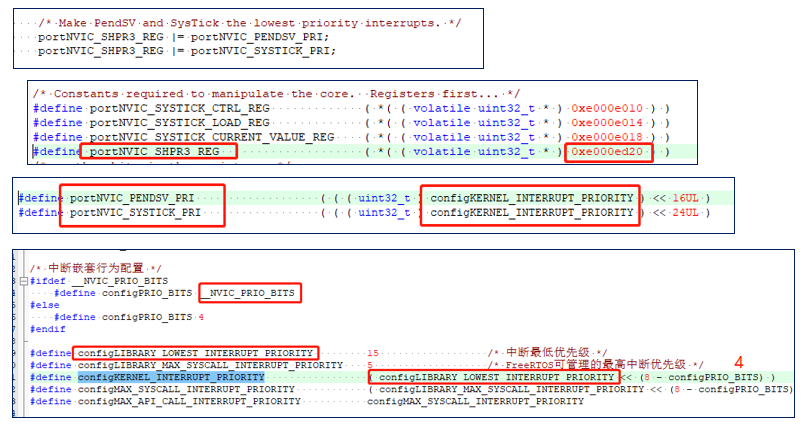 /* Make PendSV and SysTick the lowest priority interrupts. */
portNVIC_SHPR3_REG |= portNVIC_PENDSV_PRI;
portNVIC_SHPR3_REG |= portNVIC_SYSTICK_PRI;
/* Constants required to manipulate the core. Registers first... */
#define portNVIC_SYSTICK_CTRL_REG ( *( ( volatile uint32_t * ) 0xe000e010 ) )
#define portNVIC_SYSTICK_LOAD_REG ( *( ( volatile uint32_t * ) 0xe000e014 ) )
#define portNVIC_SYSTICK_CURRENT_VALUE_REG ( *( ( volatile uint32_t * ) 0xe000e018 ) )
#define portNVIC_SHPR3_REG ( *( ( volatile uint32_t * ) 0xe000ed20 ) )
#define portNVIC_PENDSV_PRI ( ( ( uint32_t ) configKERNEL_INTERRUPT_PRIORITY ) << 16UL )
#define portNVIC_SYSTICK_PRI ( ( ( uint32_t ) configKERNEL_INTERRUPT_PRIORITY ) << 24UL )
/* 中断嵌套行为配置 */
#ifdef __NVIC_PRIO_BITS
#define configPRIO_BITS __NVIC_PRIO_BITS
#else
#define configPRIO_BITS 4
#endif
#define configLIBRARY_LOWEST_INTERRUPT_PRIORITY 15 /* 中断最低优先级 */
#define configLIBRARY_MAX_SYSCALL_INTERRUPT_PRIORITY 5 /* FreeRTOS可管理的最高中断优先级 */ 4
#define configKERNEL_INTERRUPT_PRIORITY ( configLIBRARY_LOWEST_INTERRUPT_PRIORITY << (8 - configPRIO_BITS) )
#define configMAX_SYSCALL_INTERRUPT_PRIORITY ( configLIBRARY_MAX_SYSCALL_INTERRUPT_PRIORITY << (8 - configPRIO_BITS)
#define configMAX_API_CALL_INTERRUPT_PRIORITY configMAX_SYSCALL_INTERRUPT_PRIORITY